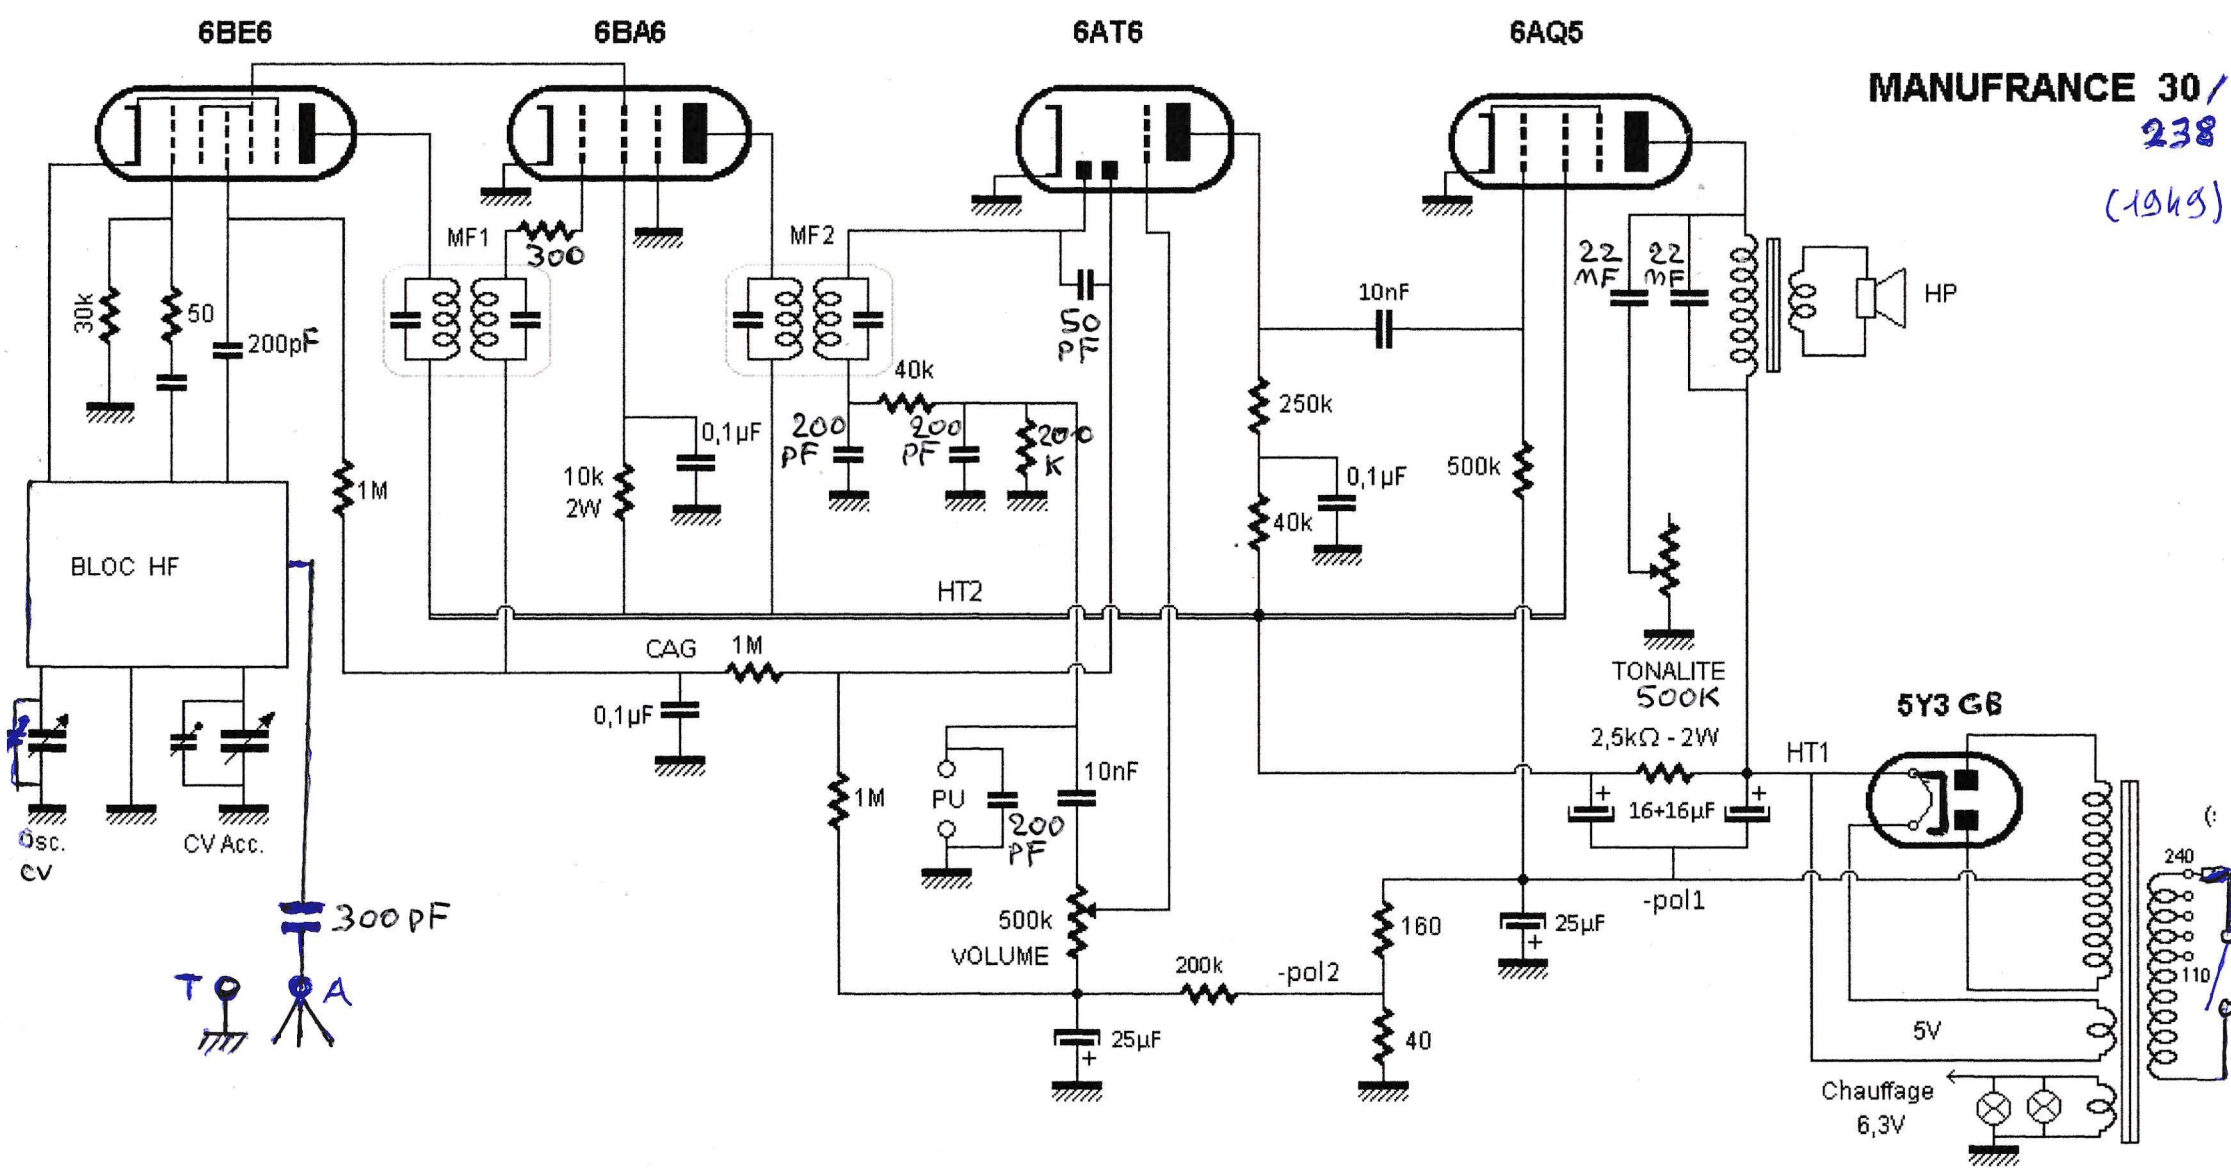 6BE6
6BA6
6AT6
6AQ5
MANUFRANCE 30/
238
(1949)
MF1
300
MF2
50
pF
22
MF
22
MF
HP
10nF
30k
50
200pF
40k
250k
0,1µF
200
PF
200
PF
200
K
10k
2W
1M
500k
0,1µF
40k
BLOC HF
HT2
CAG
1M
TONALITE
500K
5Y3 GB
0,1µF
2,5kΩ - 2W
HT1
1M
PU
10nF
200
PF
16+16µF
Osc.
CV
CV Acc.
240
-pol1
300pF
500k
VOLUME
160
25µF
200k
-pol2
110
T
A
25µF
40
5V
Chauffage
6,3V